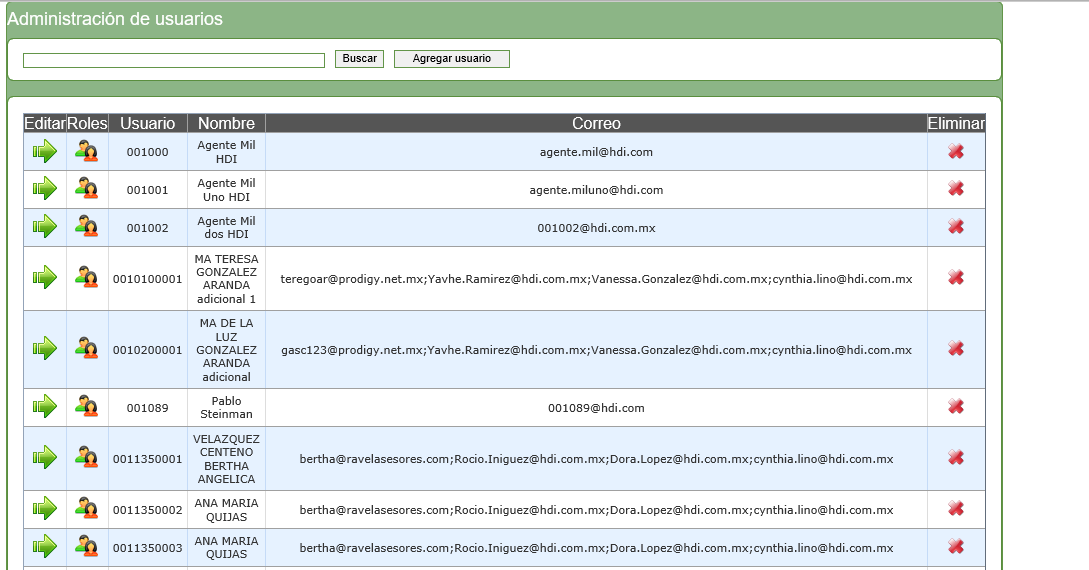 Administración de usuarios
Buscar Agregar usuario
Editar Roles Usuario Nombre Correo Eliminar
001000 Agente Mil HDI agente.mil@hdi.com
001001 Agente Mil Uno HDI agente.miluno@hdi.com
001002 Agente Mil dos HDI 001002@hdi.com.mx
0010100001 MA TERESA GONZALEZ ARANDA adicional 1 teregoar@prodigy.net.mx;Yavhe.Ramirez@hdi.com.mx;Vanessa.Gonzalez@hdi.com.mx;cynthia.lino@hdi.com.mx
0010200001 MA DE LA LUZ GONZALEZ ARANDA adicional gasc123@prodigy.net.mx;Yavhe.Ramirez@hdi.com.mx;Vanessa.Gonzalez@hdi.com.mx;cynthia.lino@hdi.com.mx
001089 Pablo Steinman 001089@hdi.com
0011350001 VELAZQUEZ CENTENO BERTHA ANGELICA bertha@ravelasesores.com;Rocio.Iniguez@hdi.com.mx;Dora.Lopez@hdi.com.mx;cynthia.lino@hdi.com.mx
0011350002 ANA MARIA QUIJAS bertha@ravelasesores.com;Rocio.Iniguez@hdi.com.mx;Dora.Lopez@hdi.com.mx;cynthia.lino@hdi.com.mx
0011350003 ANA MARIA QUIJAS bertha@ravelasesores.com;Rocio.Iniguez@hdi.com.mx;Dora.Lopez@hdi.com.mx;cynthia.lino@hdi.com.mx